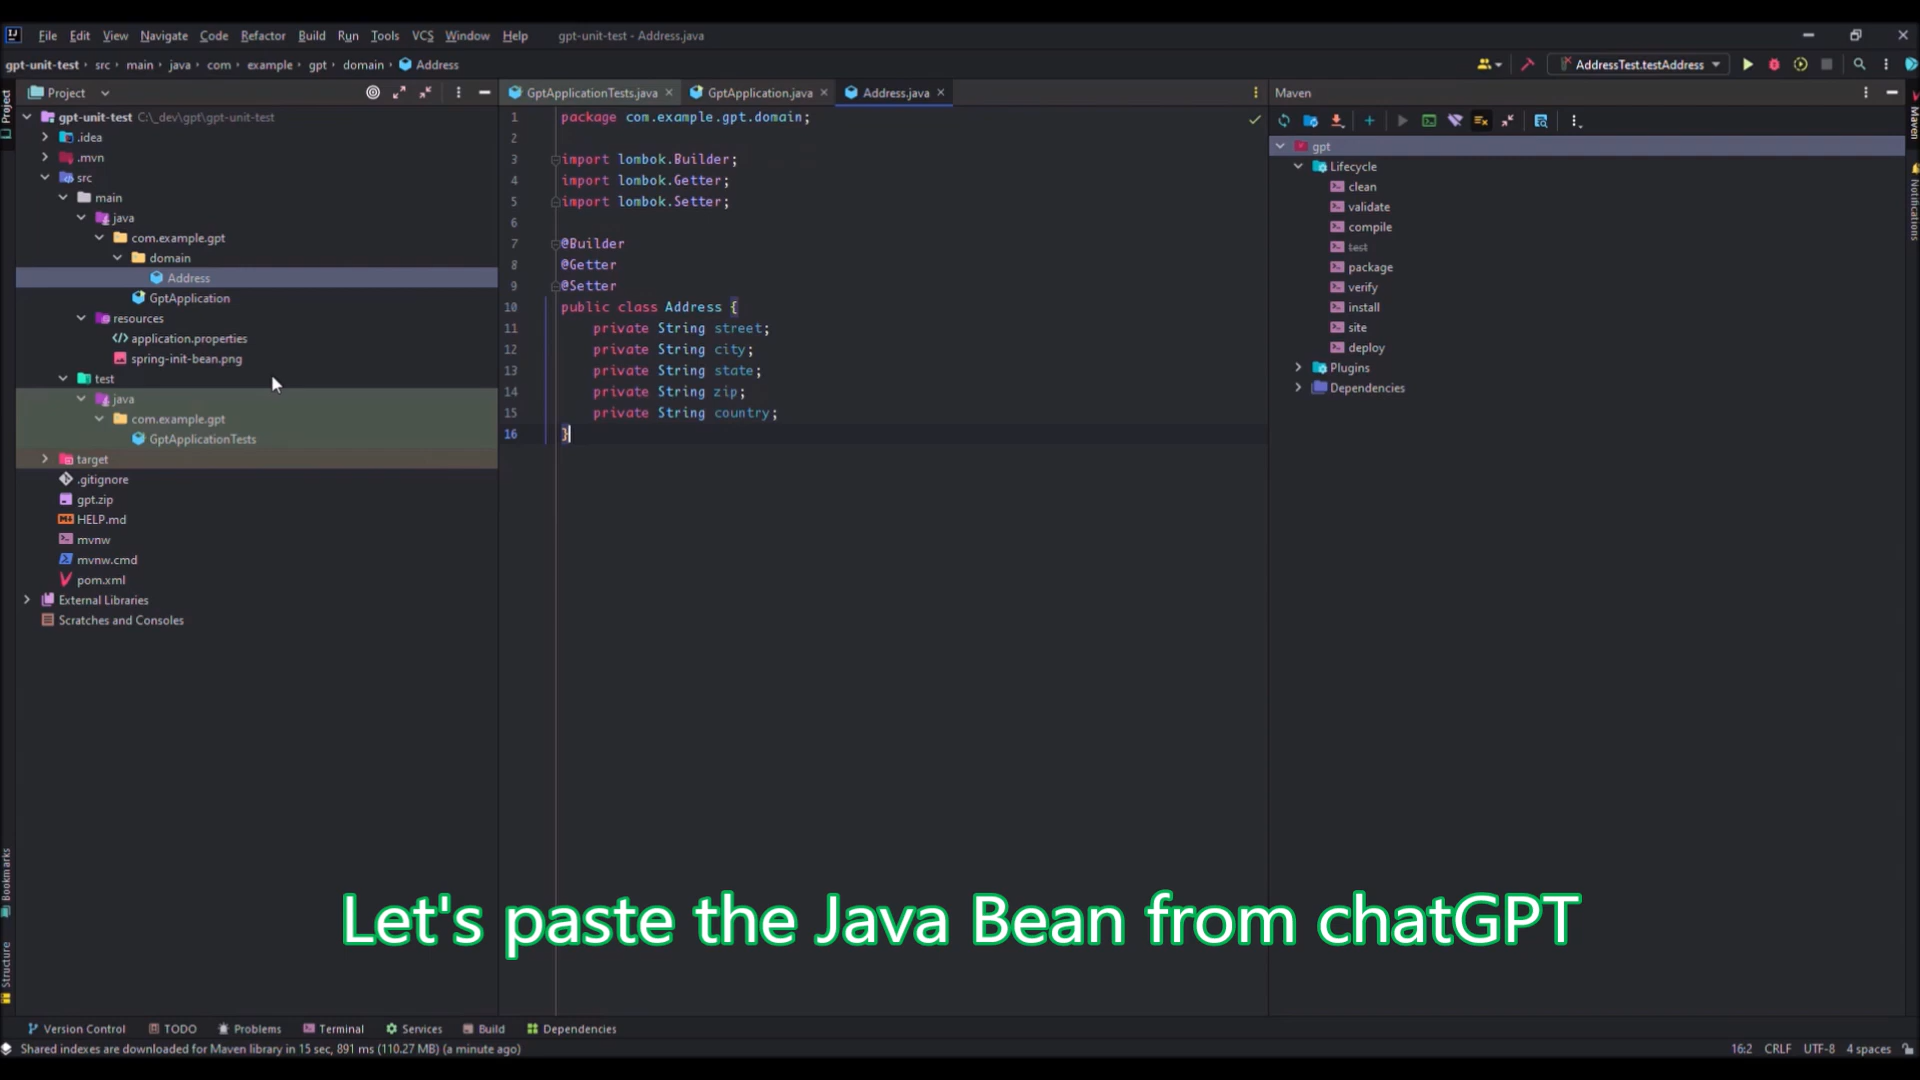 File Edit View Navigate Code Refactor Build Run Tools VCS Window Help gpt-unit-test - Address.java
gpt-unit-test src main java com example gpt domain Address
AddressTest.testAddress
Project
GptApplicationTests.java
GptApplication.java
Address.java
Maven
gpt-unit-test C:\_dev\gpt\gpt-unit-test
.idea
.mvn
src
main
java
com.example.gpt
domain
Address
GptApplication
resources
application.properties
spring-init-bean.png
test
java
com.example.gpt
GptApplicationTests
target
.gitignore
gpt.zip
HELP.md
mvnw
mvnw.cmd
pom.xml
External Libraries
Scratches and Consoles
1 package com.example.gpt.domain;
2
3 import lombok.Builder;
4 import lombok.Getter;
5 import lombok.Setter;
6
7 @Builder
8 @Getter
9 @Setter
10 public class Address {
11 private String street;
12 private String city;
13 private String state;
14 private String zip;
15 private String country;
16 }
gpt
Lifecycle
clean
validate
compile
test
package
verify
install
site
deploy
Plugins
Dependencies
Project
Bookmarks
Structure
Maven
Notifications
Let's paste the Java Bean from chatGPT
Version Control TODO Problems Terminal Services Build Dependencies
Shared indexes are downloaded for Maven library in 15 sec, 891 ms (110.27 MB) (a minute ago)
16:2 CRLF UTF-8 4 spaces